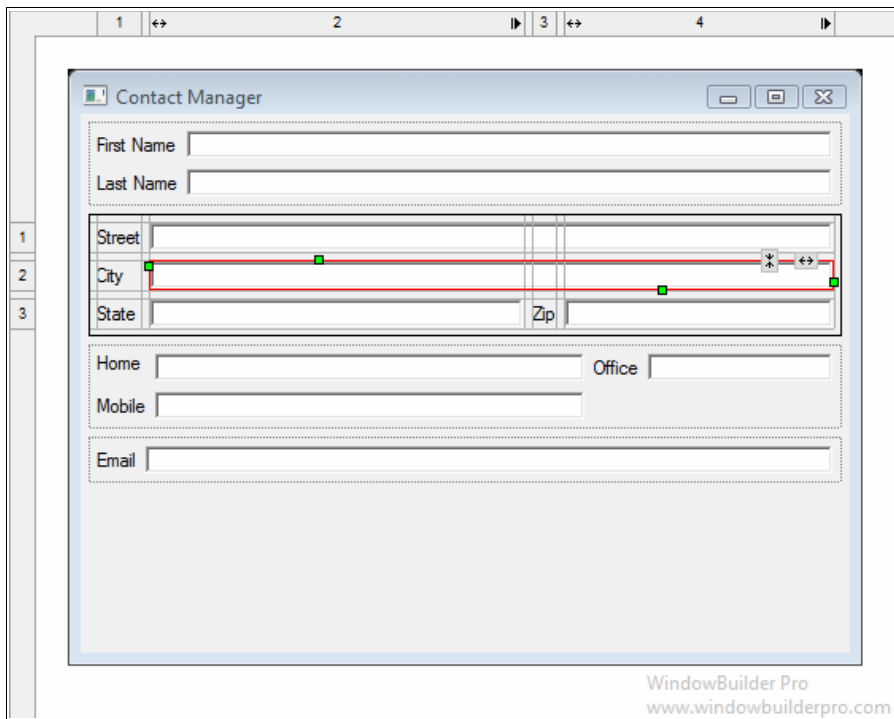 1 2 3 4
Contact Manager
First Name
Last Name
1 Street
2 City
3 State Zip
Home Office
Mobile
Email
WindowBuilder Pro
www.windowbuilderpro.com